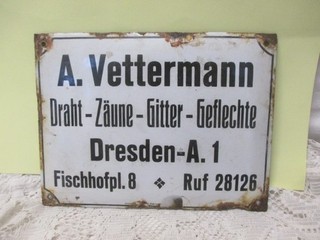 A. Vettermann
Draht - Zäune - Gitter - Geflechte
Dresden-A. 1
Fischhofpl. 8 ❖ Ruf 28126